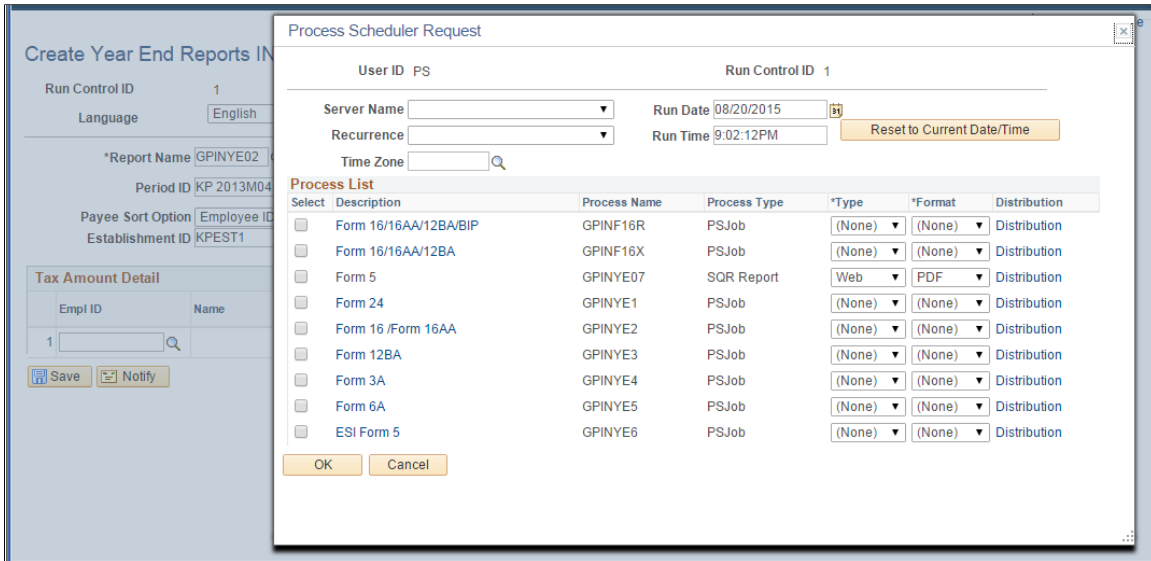 Process Scheduler Request
User ID PS Run Control ID 1
Server Name Run Date 08/20/2015 31
Recurrence Run Time 9:02:12PM Reset to Current Date/Time
Time Zone
Process List
Select Description Process Name Process Type *Type *Format Distribution
Form 16/16AA/12BA/BIP GPINF16R PSJob (None) (None) Distribution
Form 16/16AA/12BA GPINF16X PSJob (None) (None) Distribution
Form 5 GPINYE07 SQR Report Web PDF Distribution
Form 24 GPINYE1 PSJob (None) (None) Distribution
Form 16 /Form 16AA GPINYE2 PSJob (None) (None) Distribution
Form 12BA GPINYE3 PSJob (None) (None) Distribution
Form 3A GPINYE4 PSJob (None) (None) Distribution
Form 6A GPINYE5 PSJob (None) (None) Distribution
ESI Form 5 GPINYE6 PSJob (None) (None) Distribution
OK Cancel
Create Year End Reports IN
Run Control ID 1
Language English
*Report Name GPINYE02
Period ID KP 2013M04
Payee Sort Option Employee ID
Establishment ID KPEST1
Tax Amount Detail
Empl ID Name
1
Save Notify